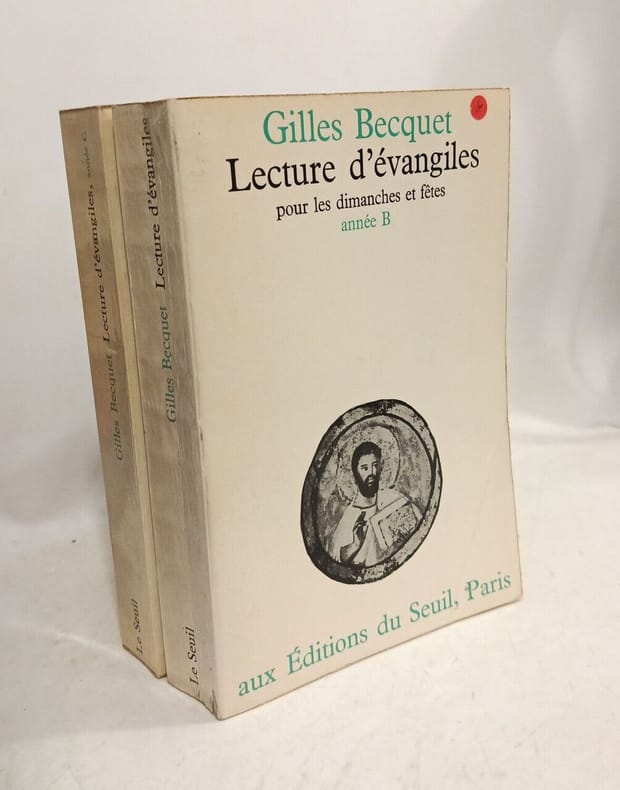 Gilles Becquet
Lecture d'évangiles
pour les dimanches et fêtes
année B
aux Éditions du Seuil, Paris
Gilles Becquet Lecture d'évangiles
Le Seuil
Gilles Becquet Lecture d'évangiles, année C
Le Seuil